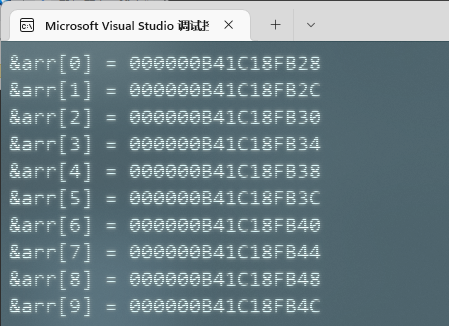 Microsoft Visual Studio 调试
&arr[0] = 000000B41C18FB28
&arr[1] = 000000B41C18FB2C
&arr[2] = 000000B41C18FB30
&arr[3] = 000000B41C18FB34
&arr[4] = 000000B41C18FB38
&arr[5] = 000000B41C18FB3C
&arr[6] = 000000B41C18FB40
&arr[7] = 000000B41C18FB44
&arr[8] = 000000B41C18FB48
&arr[9] = 000000B41C18FB4C